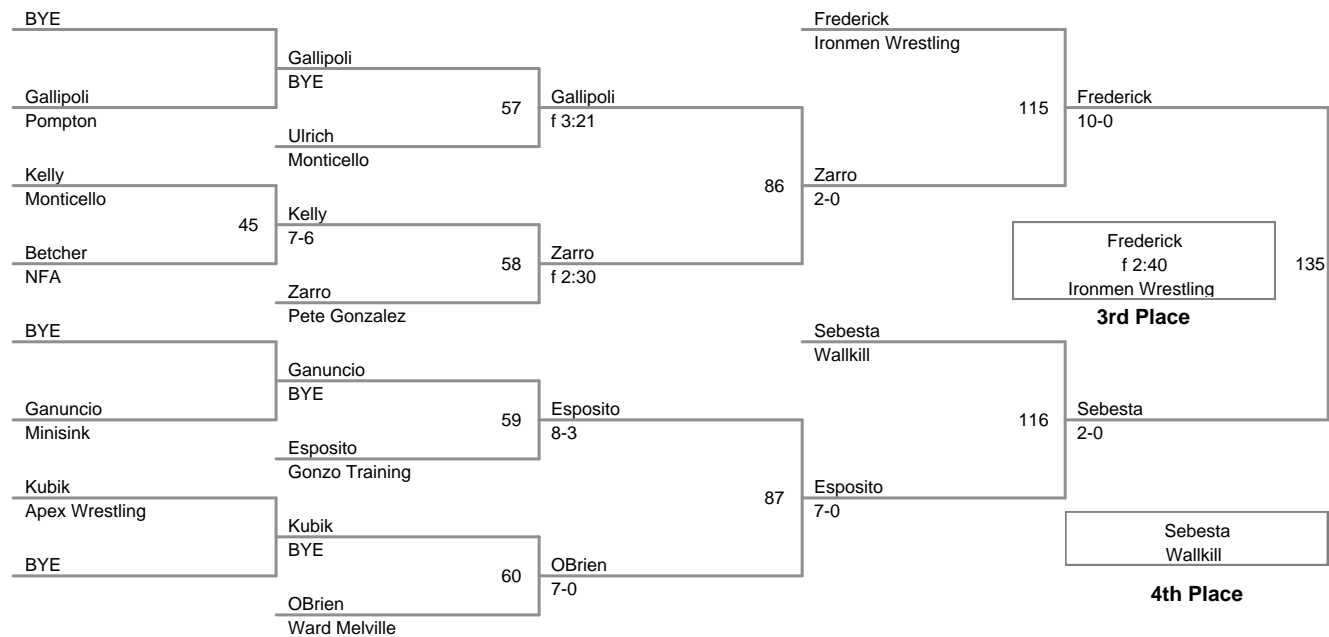 BYE
Gallipoli
Pompton
Kelly
Monticello
45
Betcher
NFA
BYE
Ganuncio
Minisink
Kubik
Apex Wrestling
BYE
Gallipoli
BYE
57
Ulrich
Monticello
Kelly
7-6
58
Zarro
Pete Gonzalez
Ganuncio
BYE
59
Esposito
Gonzo Training
Kubik
BYE
60
OBrien
Ward Melville
Gallipoli
f 3:21
86
Zarro
f 2:30
Esposito
8-3
87
OBrien
7-0
Frederick
Ironmen Wrestling
115
Zarro
2-0
Sebesta
Wallkill
116
Esposito
7-0
Frederick
10-0
135
Sebesta
2-0
Frederick
f 2:40
Ironmen Wrestling
3rd Place
Sebesta
Wallkill
4th Place